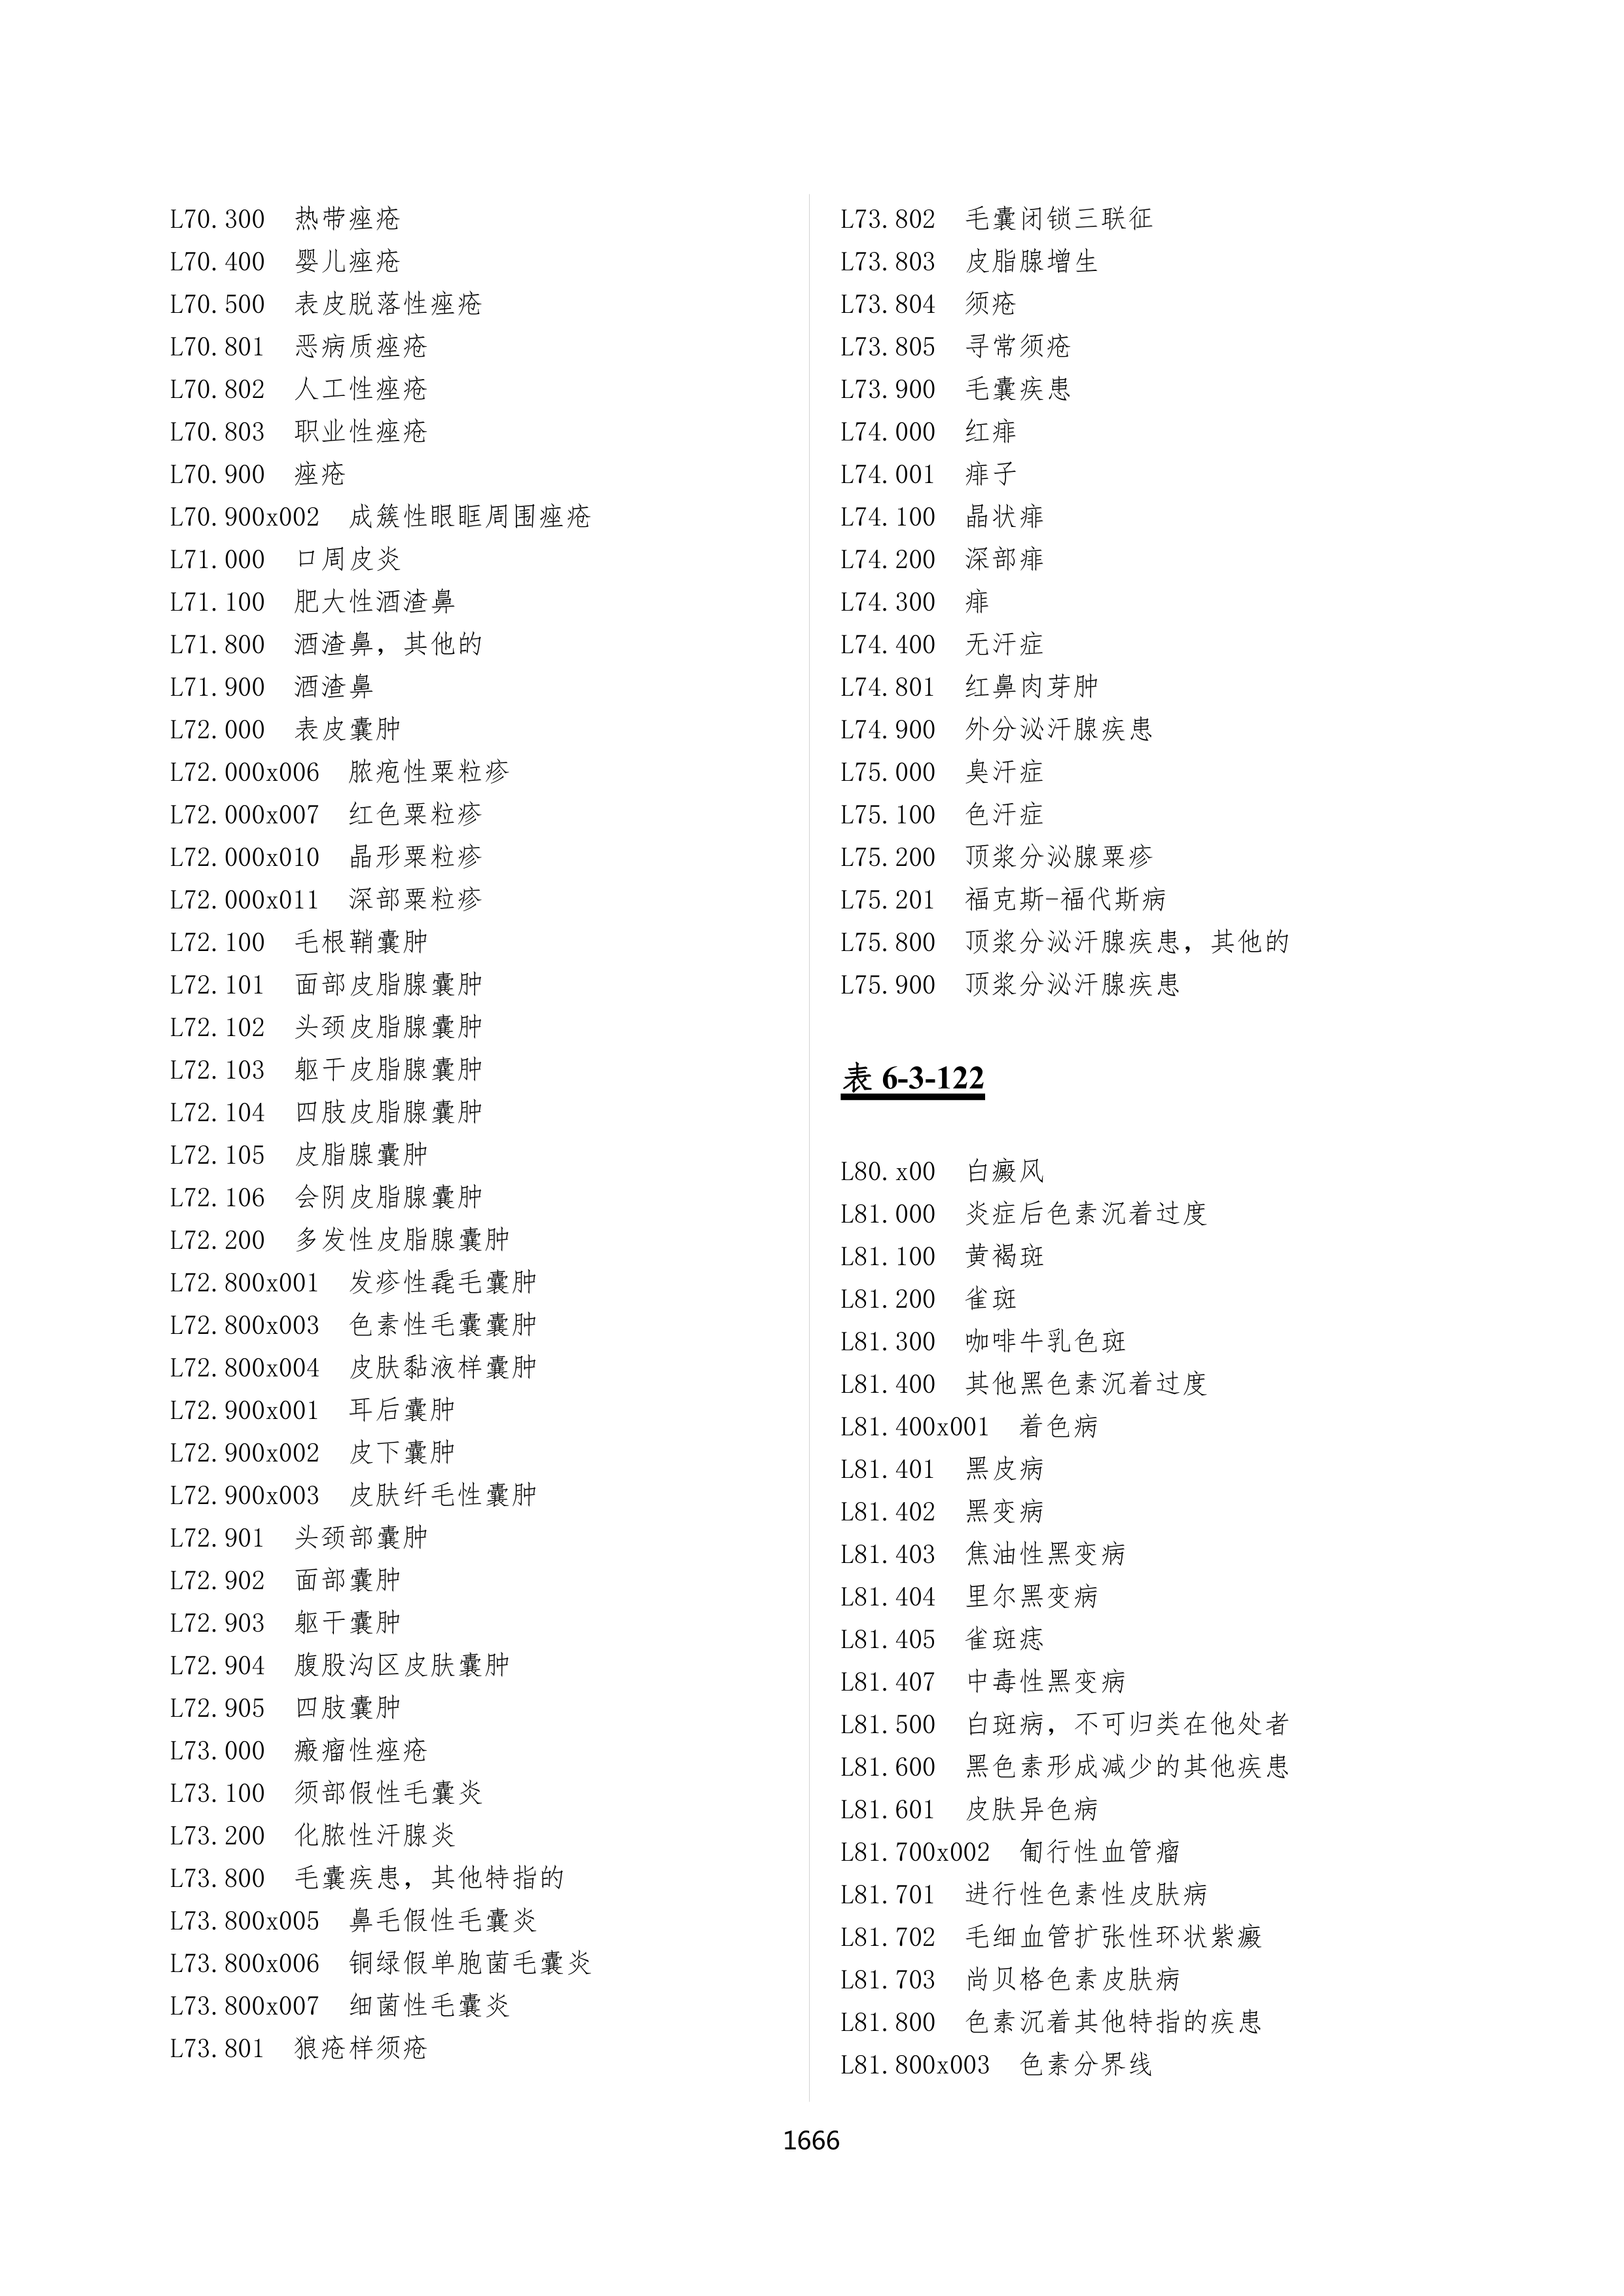 L70.300 热带痤疮
L70.400 婴儿痤疮
L70.500 表皮脱落性痤疮
L70.801 恶病质痤疮
L70.802 人工性痤疮
L70.803 职业性痤疮
L70.900 痤疮
L70.900x002 成簇性眼眶周围痤疮
L71.000 口周皮炎
L71.100 肥大性酒渣鼻
L71.800 酒渣鼻，其他的
L71.900 酒渣鼻
L72.000 表皮囊肿
L72.000x006 脓疱性粟粒疹
L72.000x007 红色粟粒疹
L72.000x010 晶形粟粒疹
L72.000x011 深部粟粒疹
L72.100 毛根鞘囊肿
L72.101 面部皮脂腺囊肿
L72.102 头颈皮脂腺囊肿
L72.103 躯干皮脂腺囊肿
L72.104 四肢皮脂腺囊肿
L72.105 皮脂腺囊肿
L72.106 会阴皮脂腺囊肿
L72.200 多发性皮脂腺囊肿
L72.800x001 发疹性毳毛囊肿
L72.800x003 色素性毛囊囊肿
L72.800x004 皮肤黏液样囊肿
L72.900x001 耳后囊肿
L72.900x002 皮下囊肿
L72.900x003 皮肤纤毛性囊肿
L72.901 头颈部囊肿
L72.902 面部囊肿
L72.903 躯干囊肿
L72.904 腹股沟区皮肤囊肿
L72.905 四肢囊肿
L73.000 瘢瘤性痤疮
L73.100 须部假性毛囊炎
L73.200 化脓性汗腺炎
L73.800 毛囊疾患，其他特指的
L73.800x005 鼻毛假性毛囊炎
L73.800x006 铜绿假单胞菌毛囊炎
L73.800x007 细菌性毛囊炎
L73.801 狼疮样须疮
L73.802 毛囊闭锁三联征
L73.803 皮脂腺增生
L73.804 须疮
L73.805 寻常须疮
L73.900 毛囊疾患
L74.000 红痱
L74.001 痱子
L74.100 晶状痱
L74.200 深部痱
L74.300 痱
L74.400 无汗症
L74.801 红鼻肉芽肿
L74.900 外分泌汗腺疾患
L75.000 臭汗症
L75.100 色汗症
L75.200 顶浆分泌腺粟疹
L75.201 福克斯-福代斯病
L75.800 顶浆分泌汗腺疾患，其他的
L75.900 顶浆分泌汗腺疾患
表 6-3-122
L80.x00 白癜风
L81.000 炎症后色素沉着过度
L81.100 黄褐斑
L81.200 雀斑
L81.300 咖啡牛乳色斑
L81.400 其他黑色素沉着过度
L81.400x001 着色病
L81.401 黑皮病
L81.402 黑变病
L81.403 焦油性黑变病
L81.404 里尔黑变病
L81.405 雀斑痣
L81.407 中毒性黑变病
L81.500 白斑病，不可归类在他处者
L81.600 黑色素形成减少的其他疾患
L81.601 皮肤异色病
L81.700x002 匍行性血管瘤
L81.701 进行性色素性皮肤病
L81.702 毛细血管扩张性环状紫癜
L81.703 尚贝格色素皮肤病
L81.800 色素沉着其他特指的疾患
L81.800x003 色素分界线
1666